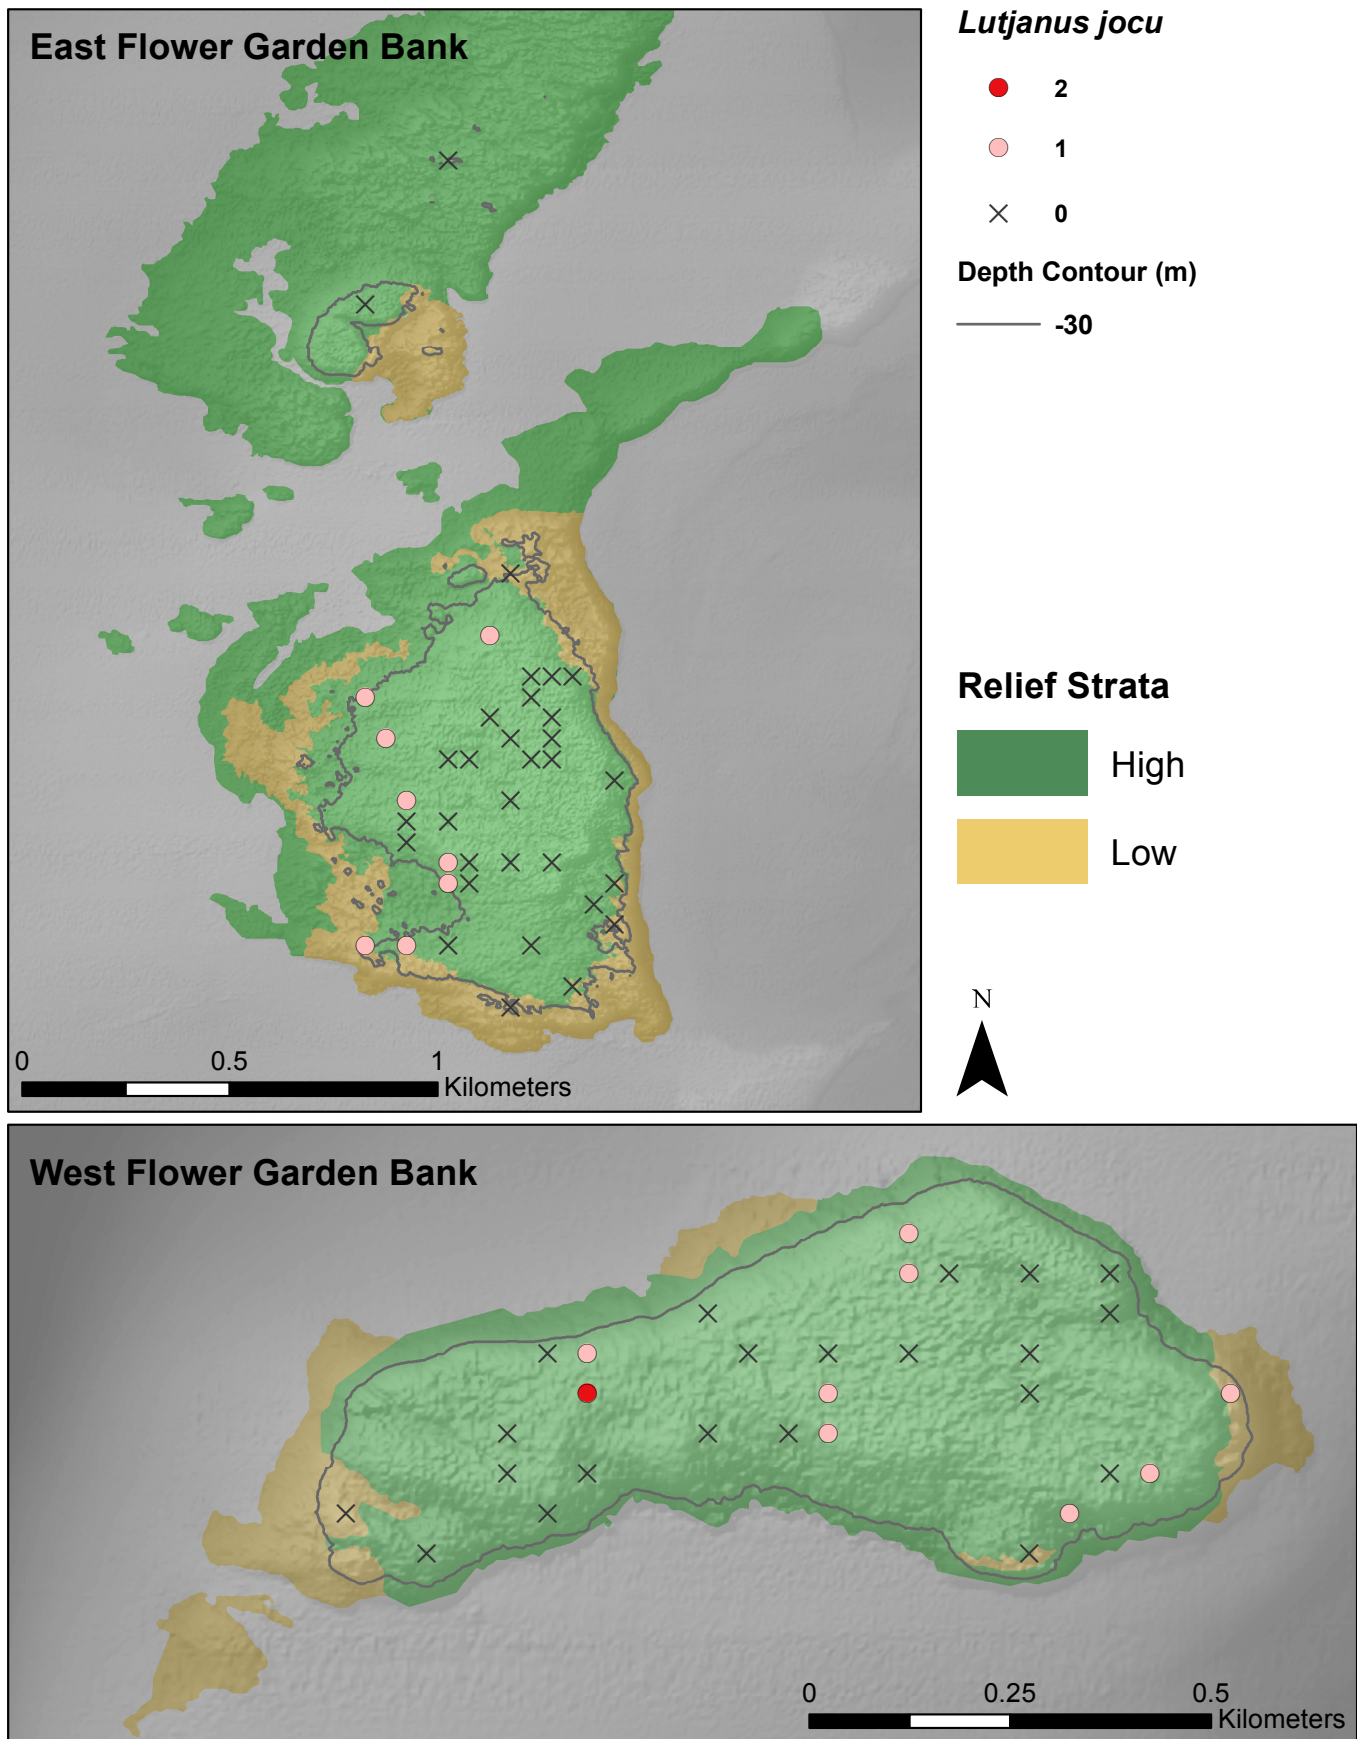 East Flower Garden Bank
Lutjanus jocu
2
1
0
Depth Contour (m)
-30
Relief Strata
High
Low
N
0 0.5 1
Kilometers
West Flower Garden Bank
0 0.25 0.5
Kilometers